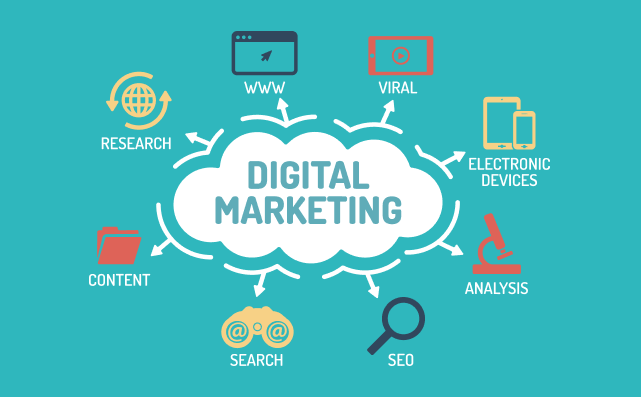 WWW
VIRAL
RESEARCH
ELECTRONIC
DEVICES
DIGITAL
MARKETING
CONTENT
ANALYSIS
@ @
SEARCH
SEO